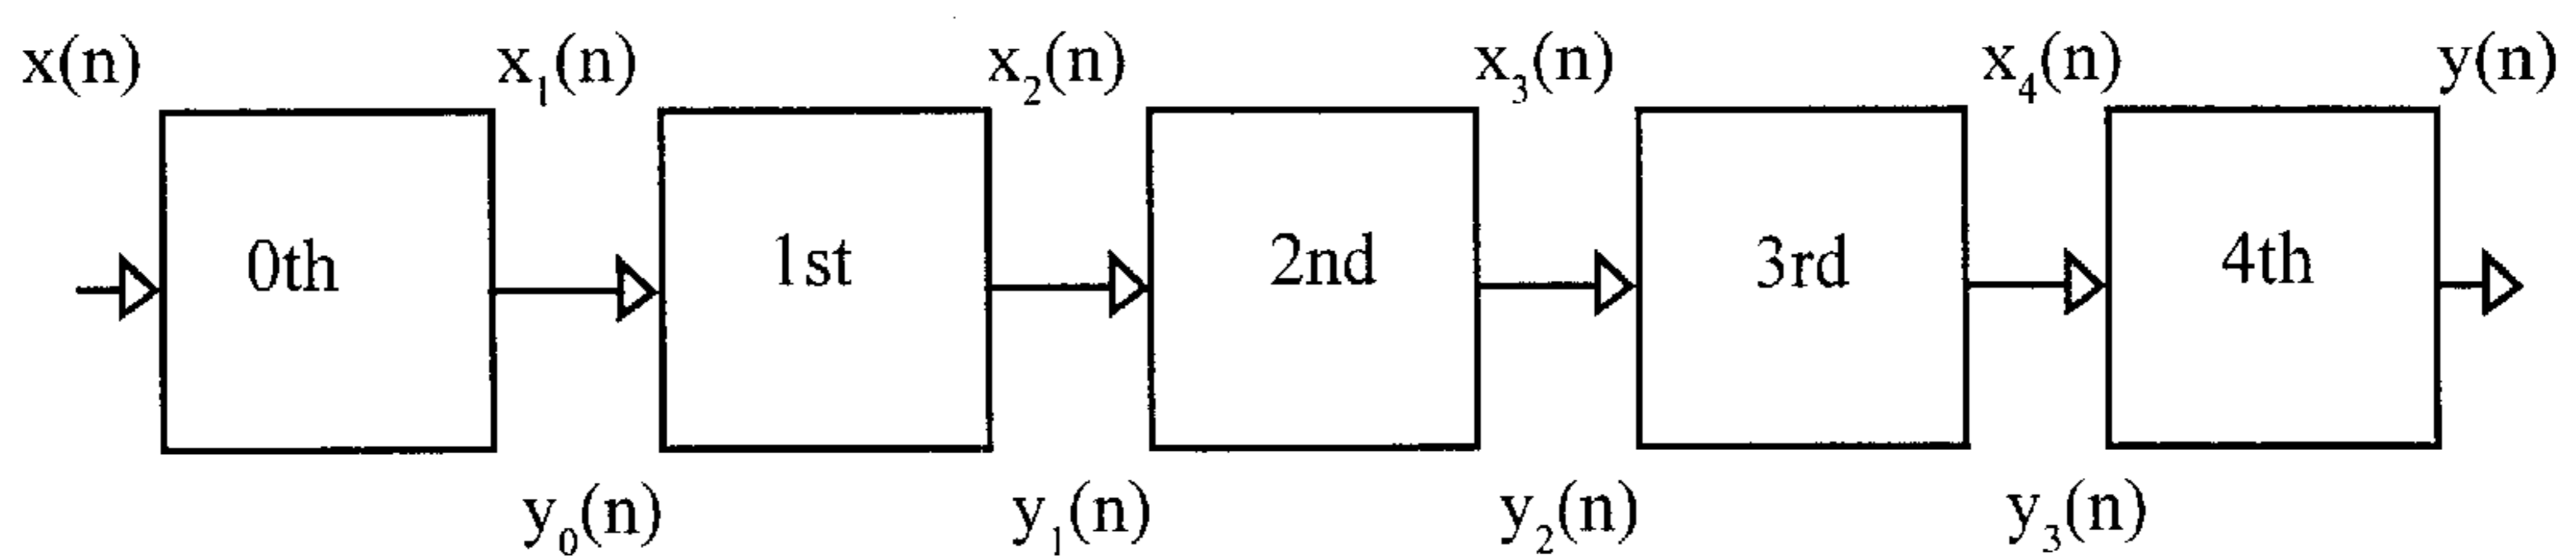 x(n) x₁(n) x₂(n) x₃(n) x₄(n) y(n)
0th 1st 2nd 3rd 4th
y₀(n) y₁(n) y₂(n) y₃(n)